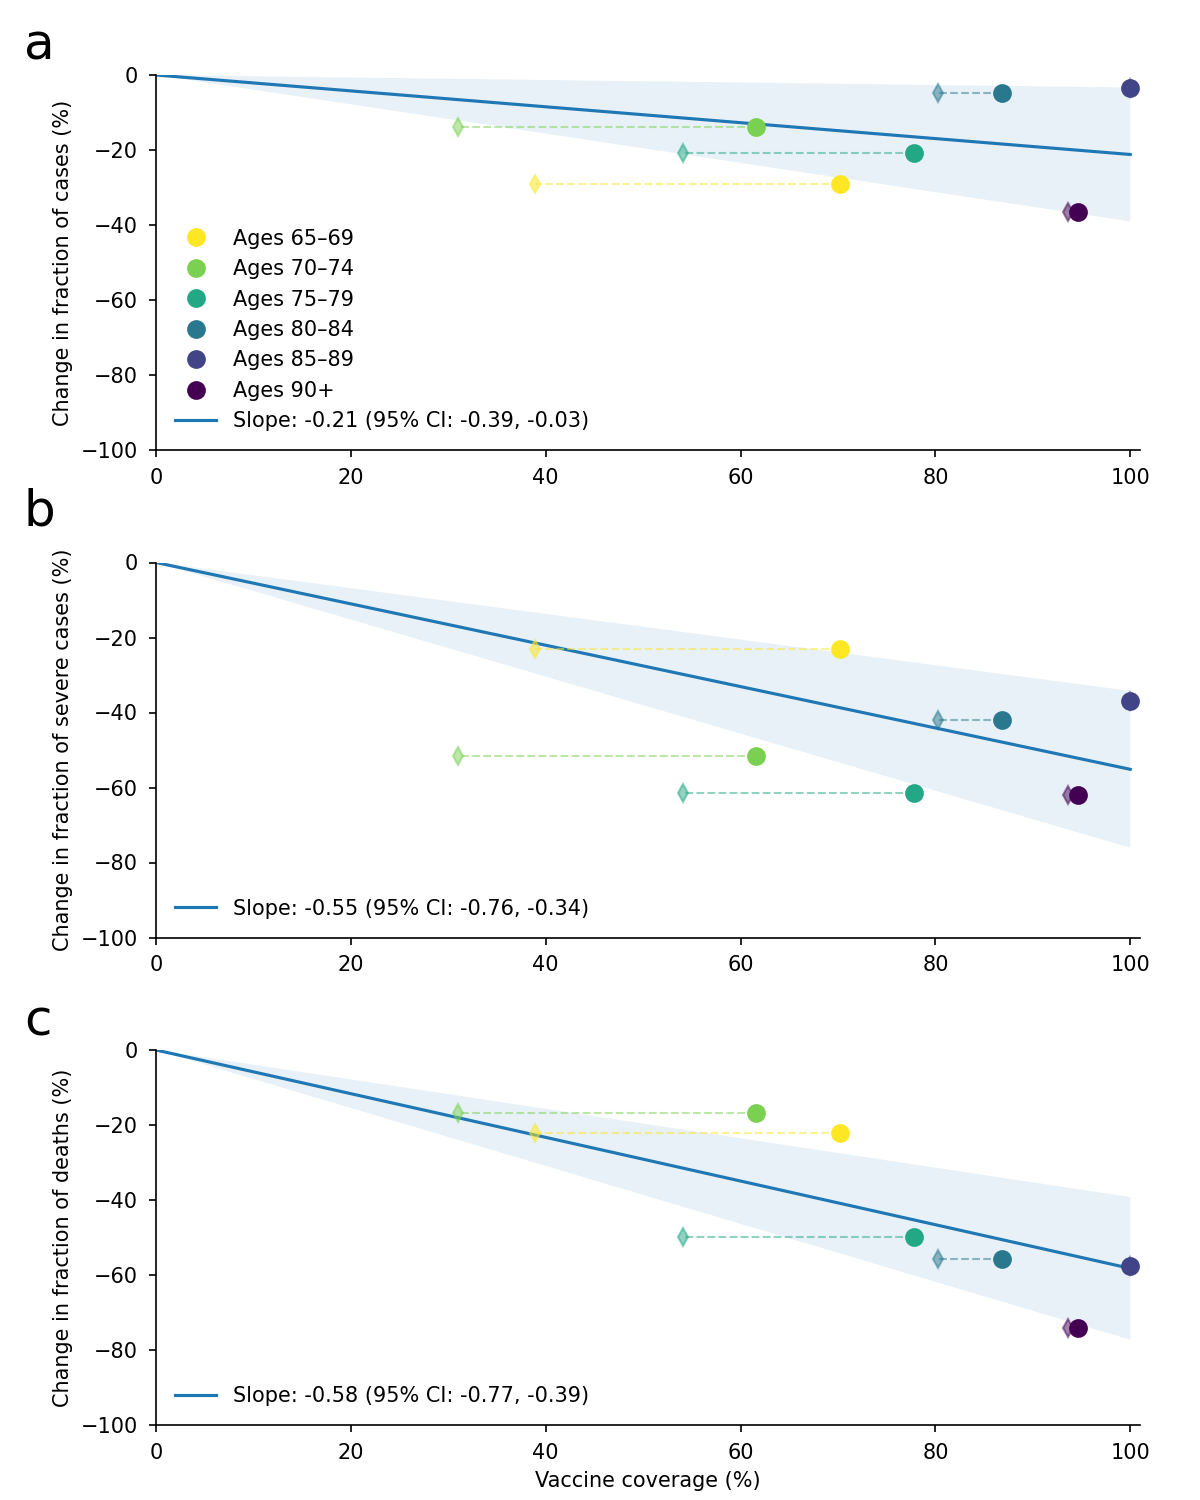 a
Change in fraction of cases (%)
0
−20
−40
−60
−80
−100
Ages 65–69
Ages 70–74
Ages 75–79
Ages 80–84
Ages 85–89
Ages 90+
Slope: -0.21 (95% CI: -0.39, -0.03)
0 20 40 60 80 100
b
Change in fraction of severe cases (%)
0
−20
−40
−60
−80
−100
Slope: -0.55 (95% CI: -0.76, -0.34)
0 20 40 60 80 100
c
Change in fraction of deaths (%)
0
−20
−40
−60
−80
−100
Slope: -0.58 (95% CI: -0.77, -0.39)
0 20 40 60 80 100
Vaccine coverage (%)